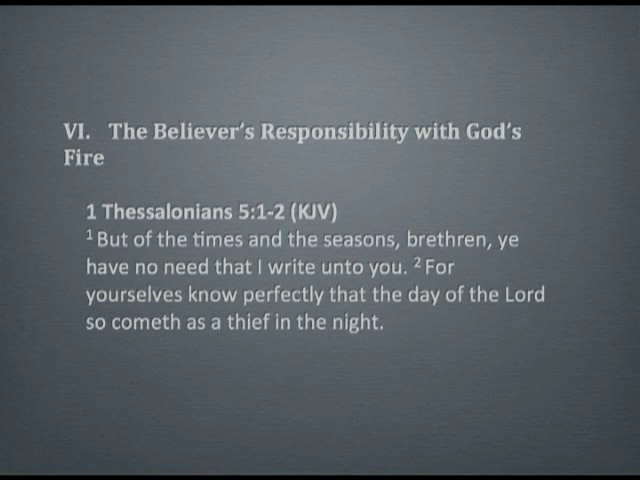 VI. The Believer's Responsibility with God's
Fire
1 Thessalonians 5:1-2 (KJV)
1 But of the times and the seasons, brethren, ye
have no need that I write unto you. 2 For
yourselves know perfectly that the day of the Lord
so cometh as a thief in the night.